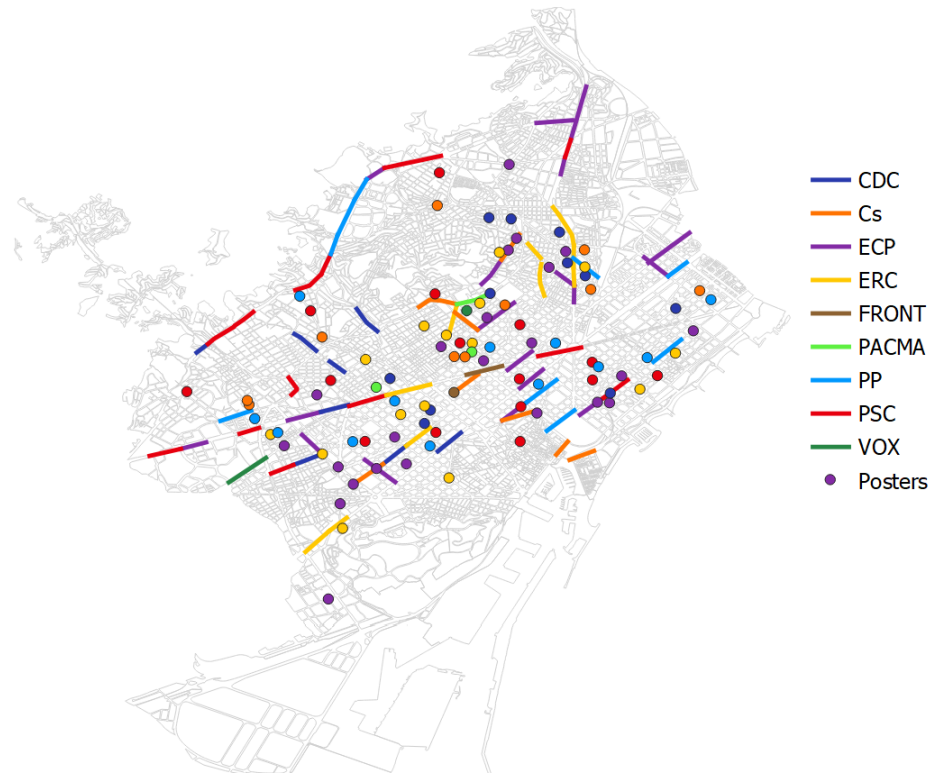 CDC
Cs
ECP
ERC
FRONT
PACMA
PP
PSC
VOX
Posters